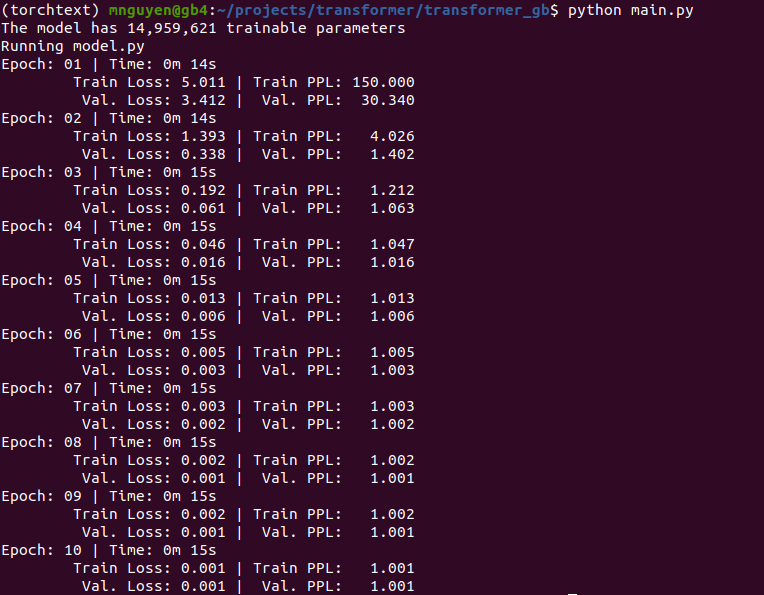 (torchtext) mnguyen@gb4:~/projects/transformer/transformer_gb$ python main.py
The model has 14,959,621 trainable parameters
Running model.py
Epoch: 01 | Time: 0m 14s
        Train Loss: 5.011 | Train PPL: 150.000
         Val. Loss: 3.412 |  Val. PPL:  30.340
Epoch: 02 | Time: 0m 14s
        Train Loss: 1.393 | Train PPL:   4.026
         Val. Loss: 0.338 |  Val. PPL:   1.402
Epoch: 03 | Time: 0m 15s
        Train Loss: 0.192 | Train PPL:   1.212
         Val. Loss: 0.061 |  Val. PPL:   1.063
Epoch: 04 | Time: 0m 15s
        Train Loss: 0.046 | Train PPL:   1.047
         Val. Loss: 0.016 |  Val. PPL:   1.016
Epoch: 05 | Time: 0m 15s
        Train Loss: 0.013 | Train PPL:   1.013
         Val. Loss: 0.006 |  Val. PPL:   1.006
Epoch: 06 | Time: 0m 15s
        Train Loss: 0.005 | Train PPL:   1.005
         Val. Loss: 0.003 |  Val. PPL:   1.003
Epoch: 07 | Time: 0m 15s
        Train Loss: 0.003 | Train PPL:   1.003
         Val. Loss: 0.002 |  Val. PPL:   1.002
Epoch: 08 | Time: 0m 15s
        Train Loss: 0.002 | Train PPL:   1.002
         Val. Loss: 0.001 |  Val. PPL:   1.001
Epoch: 09 | Time: 0m 15s
        Train Loss: 0.002 | Train PPL:   1.002
         Val. Loss: 0.001 |  Val. PPL:   1.001
Epoch: 10 | Time: 0m 15s
        Train Loss: 0.001 | Train PPL:   1.001
         Val. Loss: 0.001 |  Val. PPL:   1.001